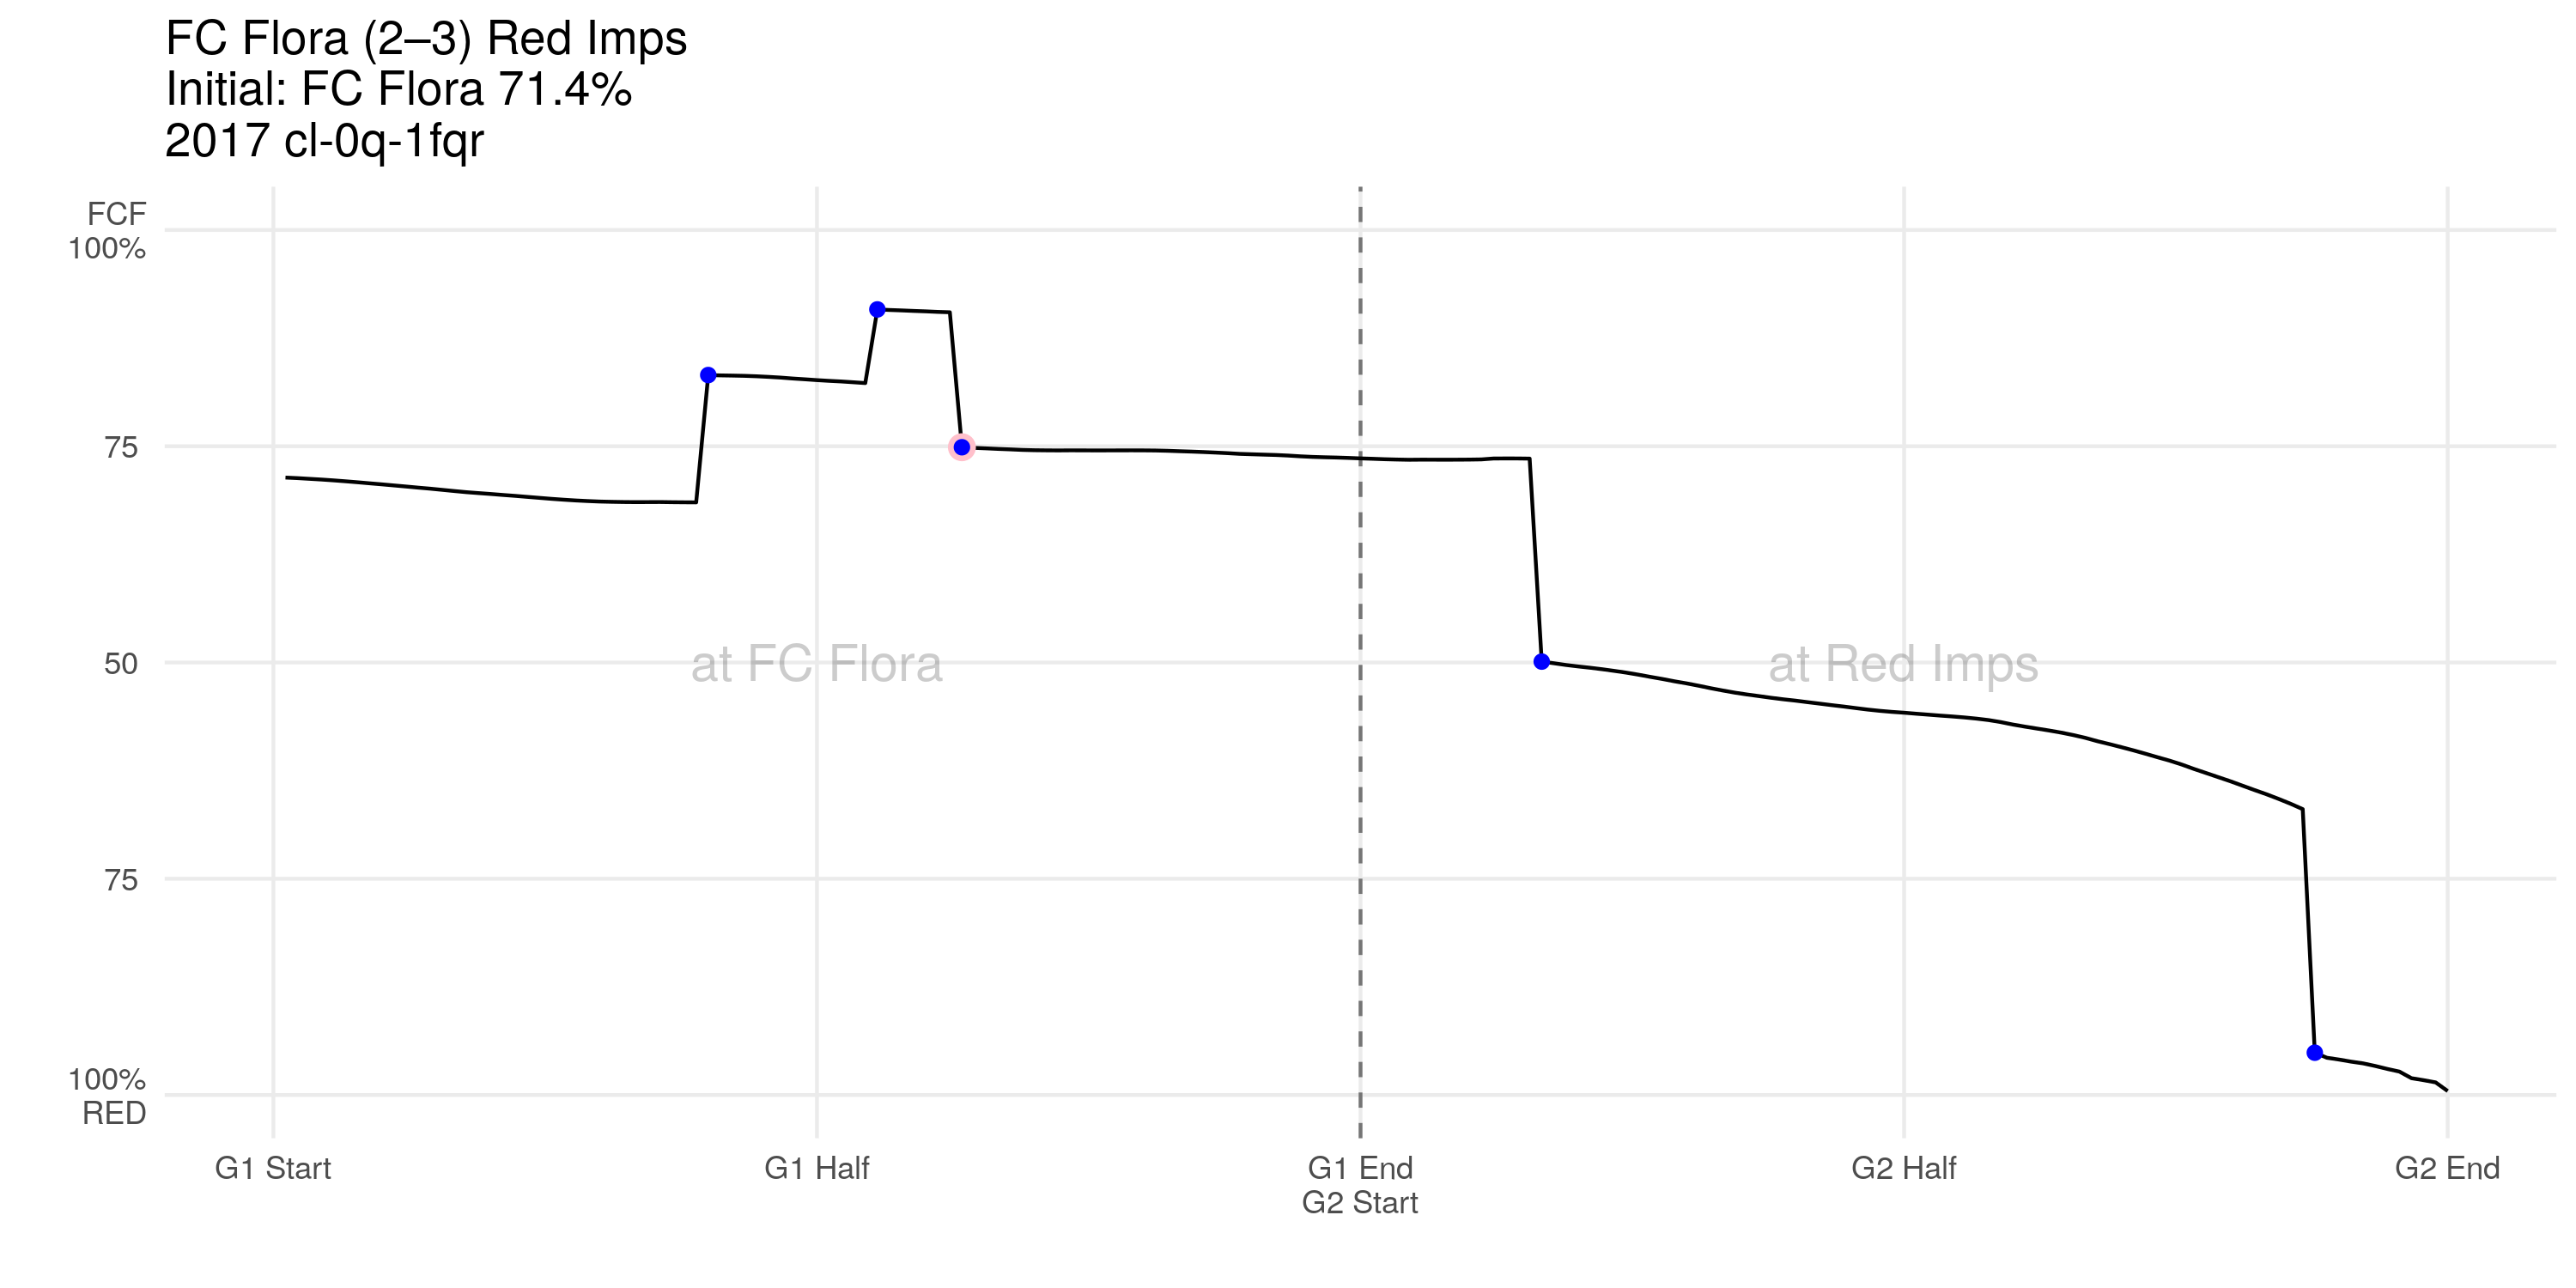 FC Flora (2–3) Red Imps
Initial: FC Flora 71.4%
2017 cl-0q-1fqr
FCF
100%
75
50
75
100%
RED
at FC Flora
at Red Imps
G1 Start
G1 Half
G1 End
G2 Start
G2 Half
G2 End